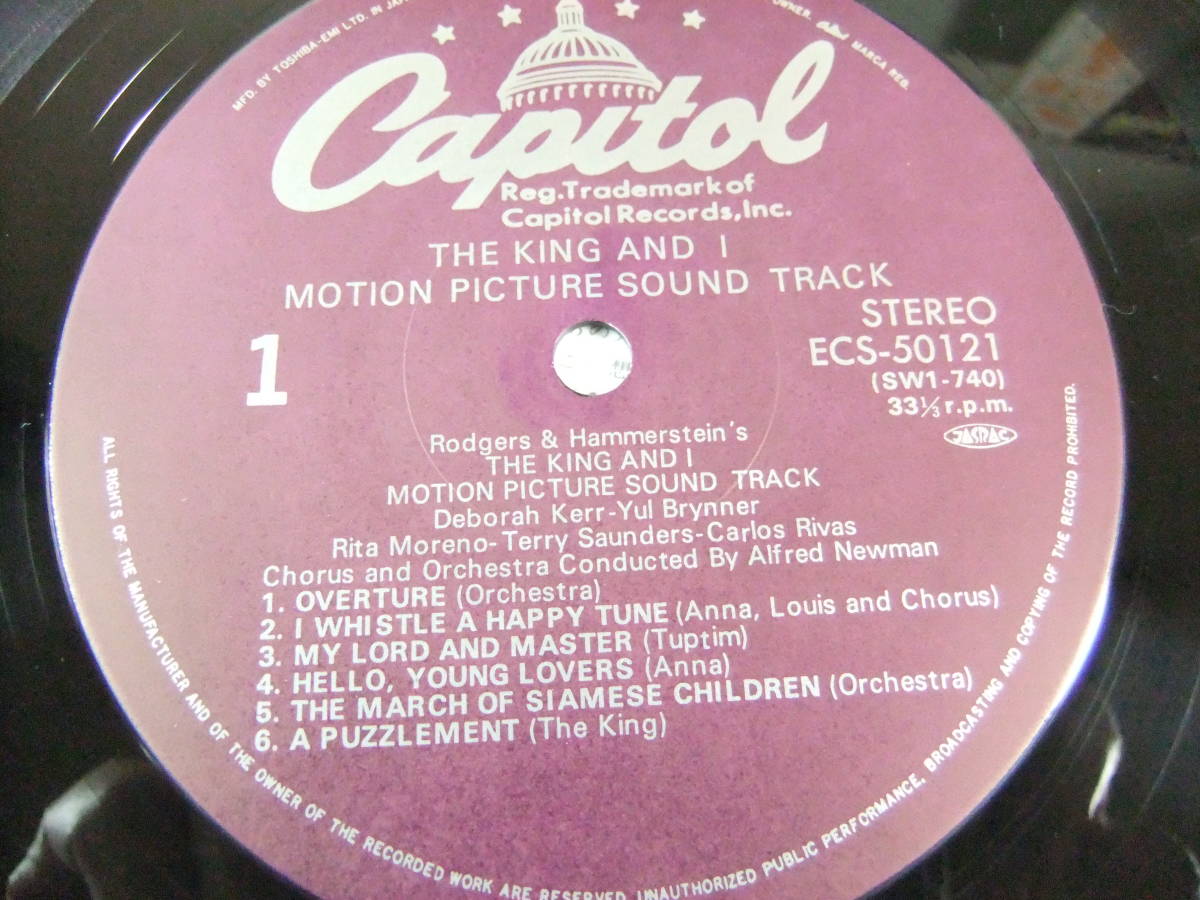 MFD. BY TOSHIBA-EMI LTD. IN
OWNER. MARCA REG.
Capitol
Reg.Trademark of
Capitol Records,Inc.
THE KING AND I
MOTION PICTURE SOUND TRACK
1
STEREO
ECS-50121
(SW1-740)
33⅓ r.p.m.
JASRAC
Rodgers & Hammerstein's
THE KING AND I
MOTION PICTURE SOUND TRACK
Deborah Kerr-Yul Brynner
Rita Moreno-Terry Saunders-Carlos Rivas
Chorus and Orchestra Conducted By Alfred Newman
1. OVERTURE (Orchestra)
2. I WHISTLE A HAPPY TUNE (Anna, Louis and Chorus)
3. MY LORD AND MASTER (Tuptim)
4. HELLO, YOUNG LOVERS (Anna)
5. THE MARCH OF SIAMESE CHILDREN (Orchestra)
6. A PUZZLEMENT (The King)
ALL RIGHTS OF THE MANUFACTURER AND OF THE OWNER OF THE RECORDED WORK ARE RESERVED. UNAUTHORIZED PUBLIC PERFORMANCE, BROADCASTING AND COPYING OF THE RECORD PROHIBITED.